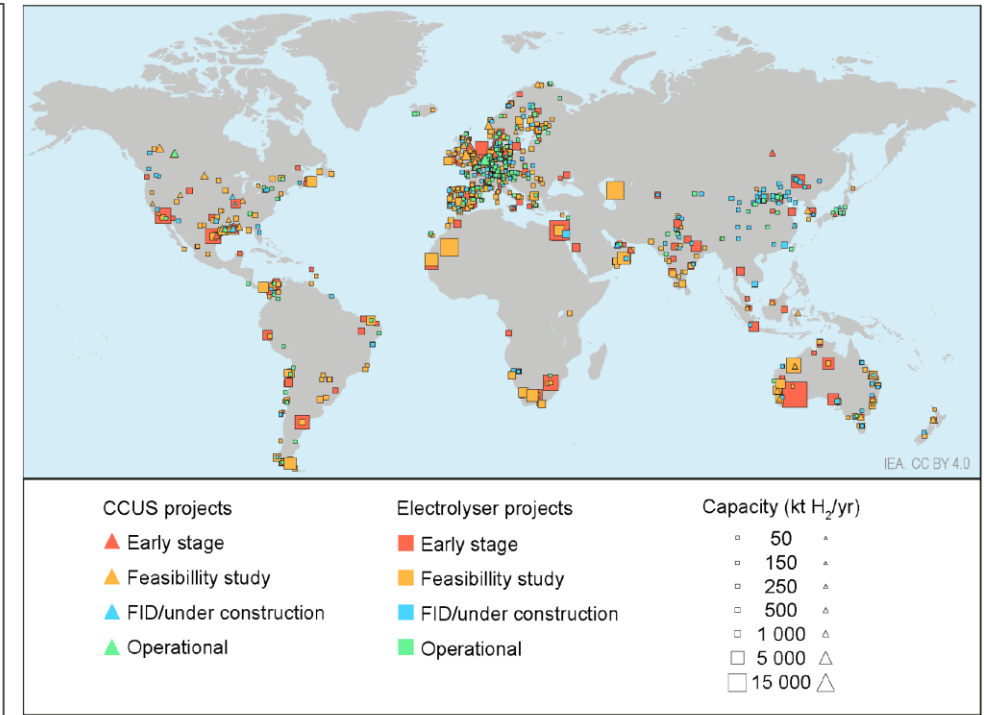 IEA. CC BY 4.0
CCUS projects
Early stage
Feasibillity study
FID/under construction
Operational
Electrolyser projects
Early stage
Feasibillity study
FID/under construction
Operational
Capacity (kt H₂/yr)
50
150
250
500
1 000
5 000
15 000